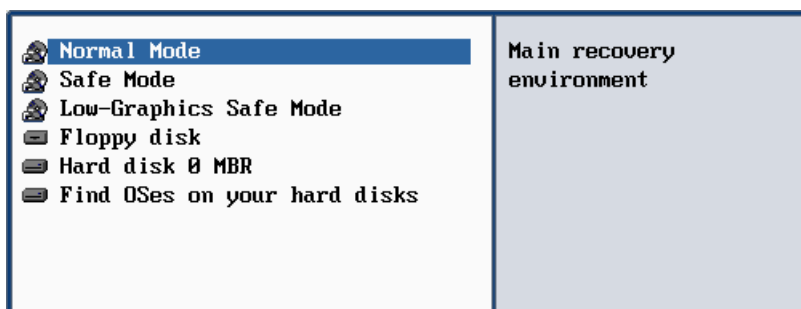 Normal Mode
Safe Mode
Low-Graphics Safe Mode
Floppy disk
Hard disk 0 MBR
Find OSes on your hard disks
Main recovery
environment